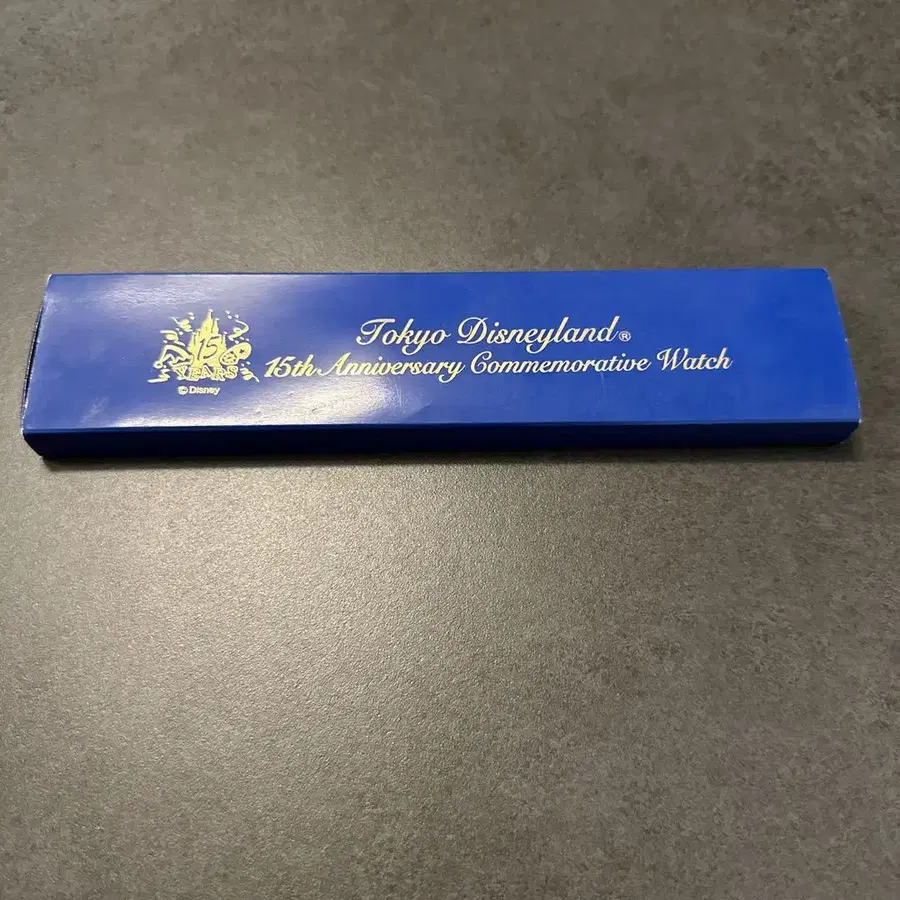 Tokyo Disneyland®
15th Anniversary Commemorative Watch
15
YEARS
© Disney